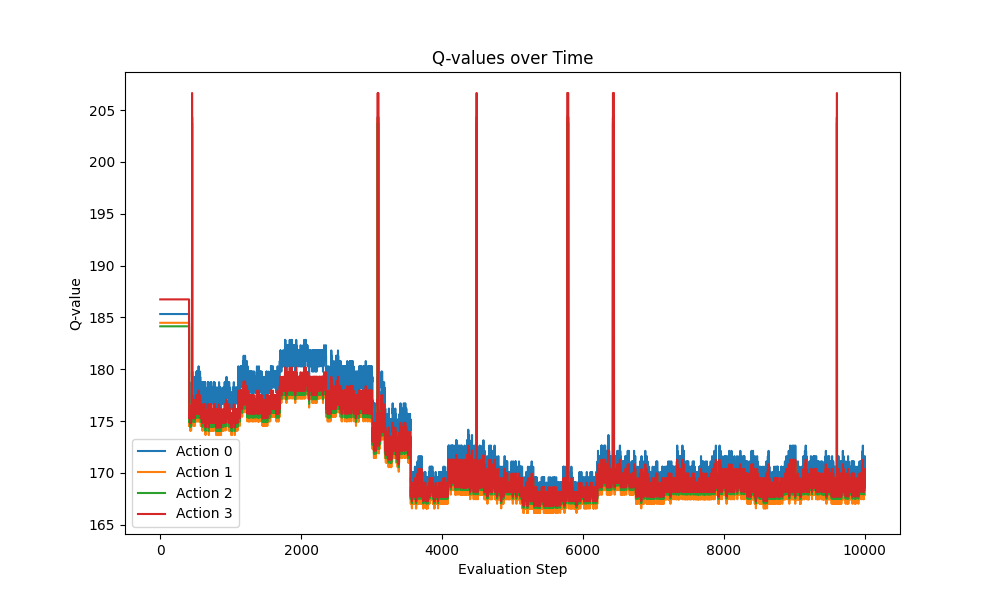 Q-values over Time
Q-value
205
200
195
190
185
180
175
170
165
0
2000
4000
6000
8000
10000
Evaluation Step
Action 0
Action 1
Action 2
Action 3